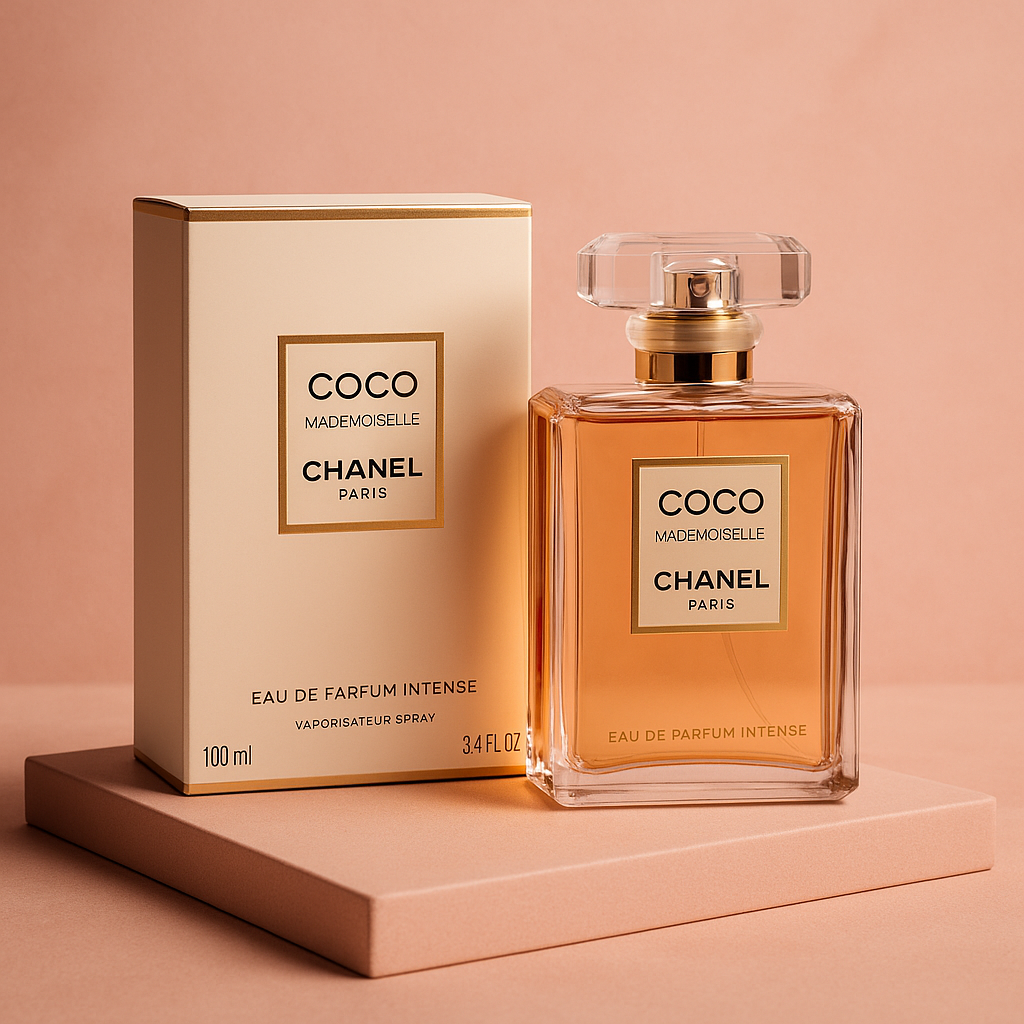 COCO
MADEMOISELLE
CHANEL
PARIS
EAU DE FARFUM INTENSE
VAPORISATEUR SPRAY
100 ml
3.4 FL OZ
COCO
MADEMOISELLE
CHANEL
PARIS
EAU DE PARFUM INTENSE